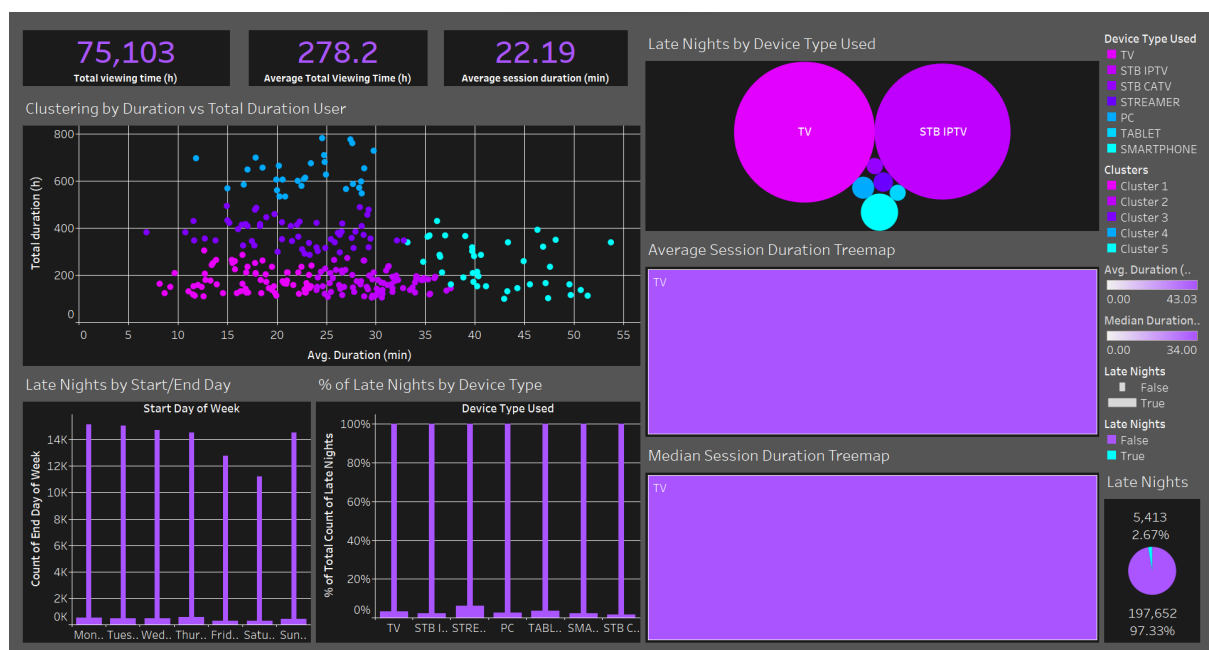 75,103
Total viewing time (h)
278.2
Average Total Viewing Time (h)
22.19
Average session duration (min)
Clustering by Duration vs Total Duration User
Total duration (h)
800
600
400
200
0
0 5 10 15 20 25 30 35 40 45 50 55
Avg. Duration (min)
Late Nights by Start/End Day
Start Day of Week
Count of End Day of Week
14K
12K
10K
8K
6K
4K
2K
0K
Mon.. Tues.. Wed.. Thur.. Frid.. Satu.. Sun..
% of Late Nights by Device Type
Device Type Used
% of Total Count of Late Nights
100%
80%
60%
40%
20%
0%
TV STB I.. STRE.. PC TABL.. SMA.. STB C..
Late Nights by Device Type Used
TV
STB IPTV
Average Session Duration Treemap
TV
Median Session Duration Treemap
TV
Device Type Used
TV
STB IPTV
STB CATV
STREAMER
PC
TABLET
SMARTPHONE
Clusters
Cluster 1
Cluster 2
Cluster 3
Cluster 4
Cluster 5
Avg. Duration (..
0.00 43.03
Median Duration..
0.00 34.00
Late Nights
False
True
Late Nights
False
True
Late Nights
5,413
2.67%
197,652
97.33%